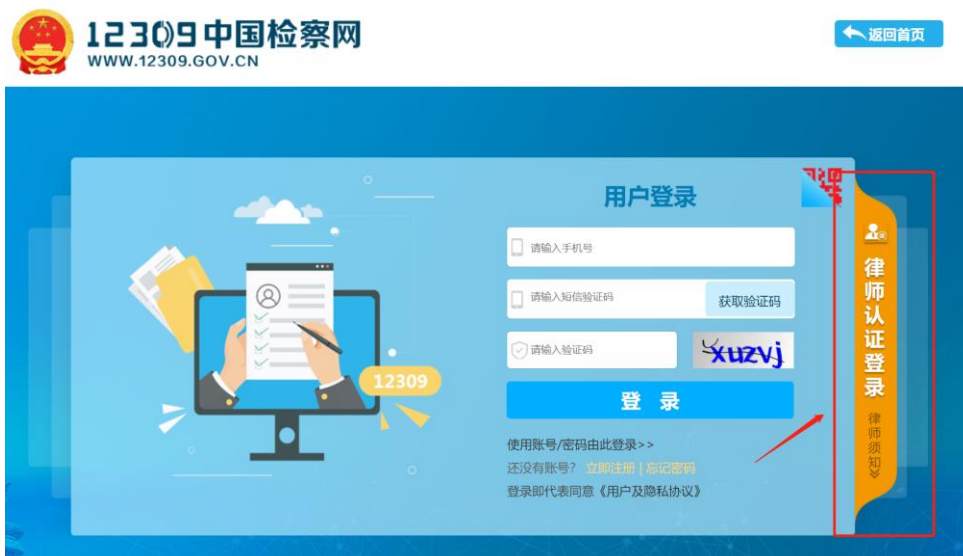 12309中国检察网
WWW.12309.GOV.CN
返回首页
用户登录
请输入手机号
请输入短信验证码
获取验证码
请输入验证码
xuzvj
登 录
使用账号/密码由此登录>>
还没有账号? 立即注册 | 忘记密码
登录即代表同意《用户及隐私协议》
12309
律师认证登录
律师须知